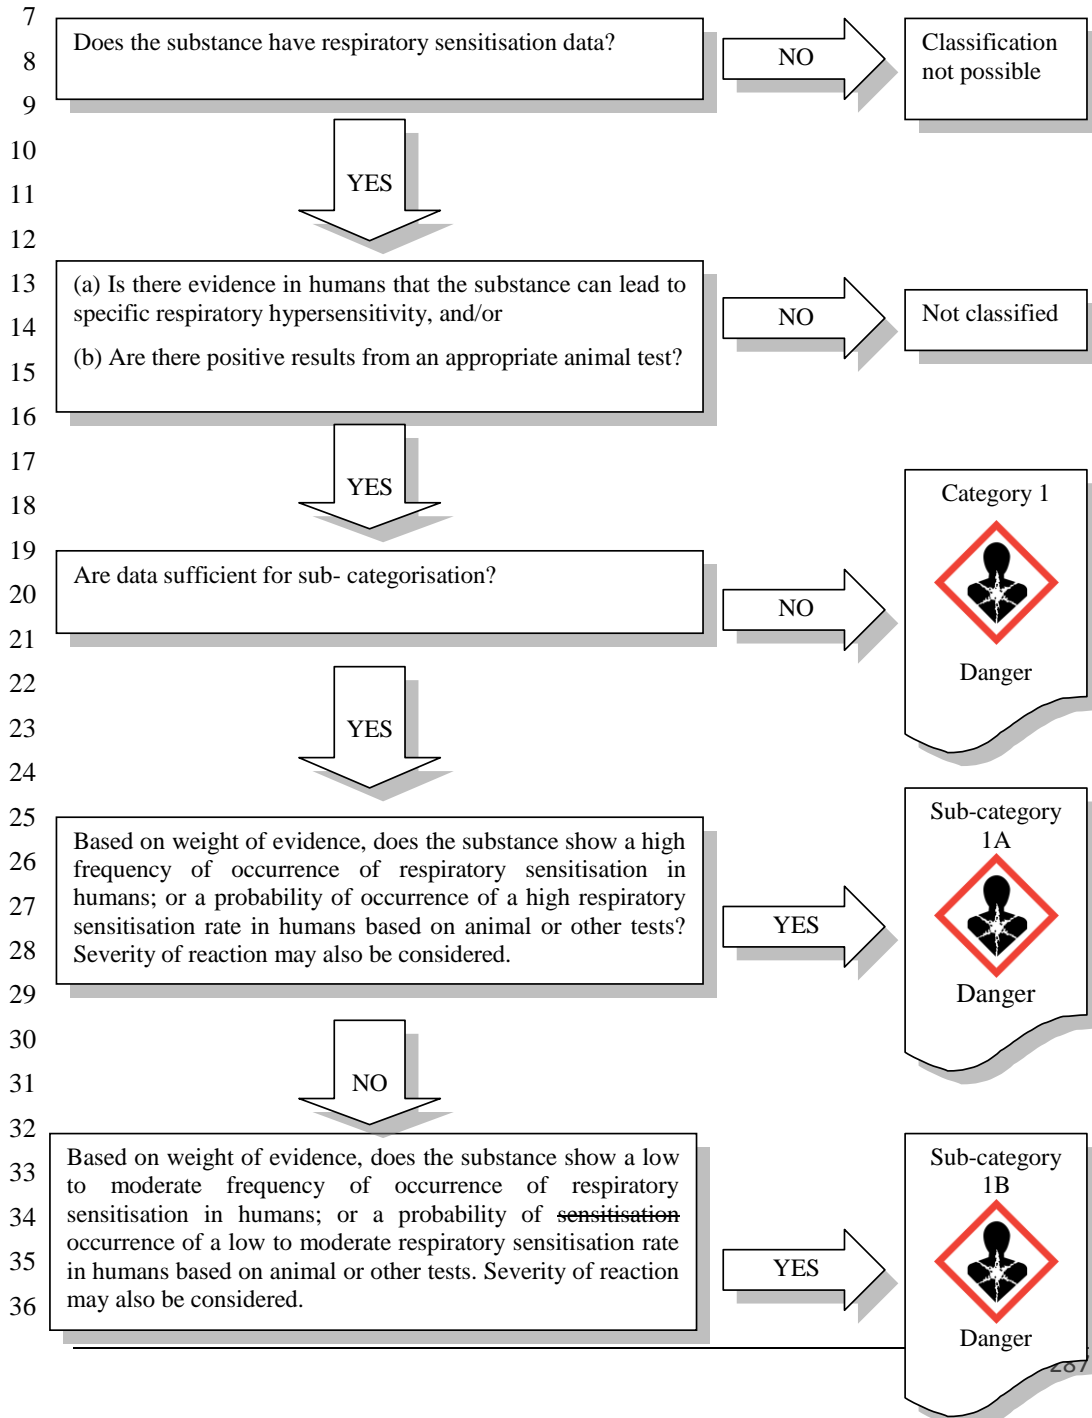 7
Does the substance have respiratory sensitisation data?
NO
Classification
not possible
8
9
10
YES
11
12
13
(a) Is there evidence in humans that the substance can lead to
specific respiratory hypersensitivity, and/or
(b) Are there positive results from an appropriate animal test?
NO
Not classified
14
15
16
17
YES
18
19
Are data sufficient for sub- categorisation?
NO
Category 1
Danger
20
21
22
YES
23
24
25
Based on weight of evidence, does the substance show a high
frequency of occurrence of respiratory sensitisation in
humans; or a probability of occurrence of a high respiratory
sensitisation rate in humans based on animal or other tests?
Severity of reaction may also be considered.
YES
Sub-category
1A
Danger
26
27
28
29
30
NO
31
32
Based on weight of evidence, does the substance show a low
to moderate frequency of occurrence of respiratory
sensitisation in humans; or a probability of sensitisation
occurrence of a low to moderate respiratory sensitisation rate
in humans based on animal or other tests. Severity of reaction
may also be considered.
YES
Sub-category
1B
Danger
33
34
35
36
287